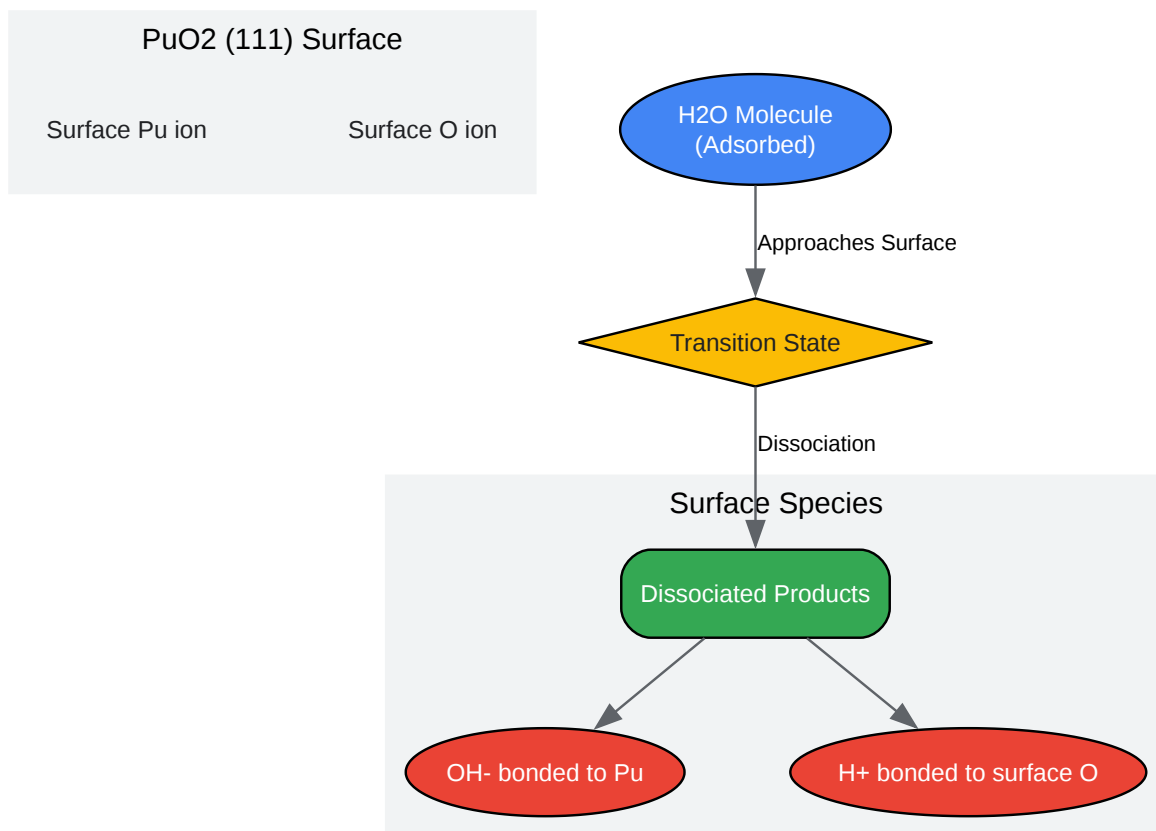 PuO2 (111) Surface
Surface Pu ion
Surface O ion
H2O Molecule
(Adsorbed)
Approaches Surface
Transition State
Dissociation
Surface Species
Dissociated Products
OH- bonded to Pu
H+ bonded to surface O